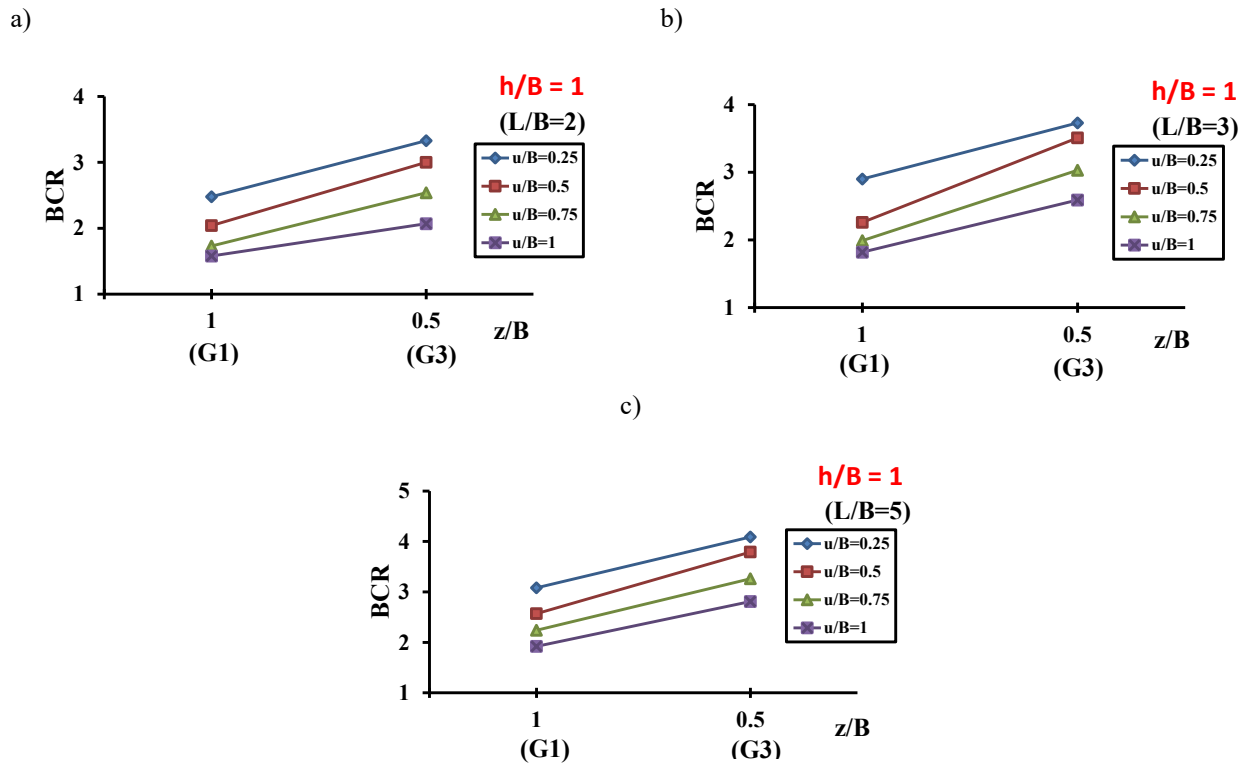 a)
h/B = 1
(L/B=2)
4
3
2
1
BCR
u/B=0.25
u/B=0.5
u/B=0.75
u/B=1
1
0.5
z/B
(G1)
(G3)
b)
h/B = 1
(L/B=3)
4
3
2
1
BCR
u/B=0.25
u/B=0.5
u/B=0.75
u/B=1
1
0.5
z/B
(G1)
(G3)
c)
h/B = 1
(L/B=5)
5
4
3
2
1
BCR
u/B=0.25
u/B=0.5
u/B=0.75
u/B=1
1
0.5
z/B
(G1)
(G3)